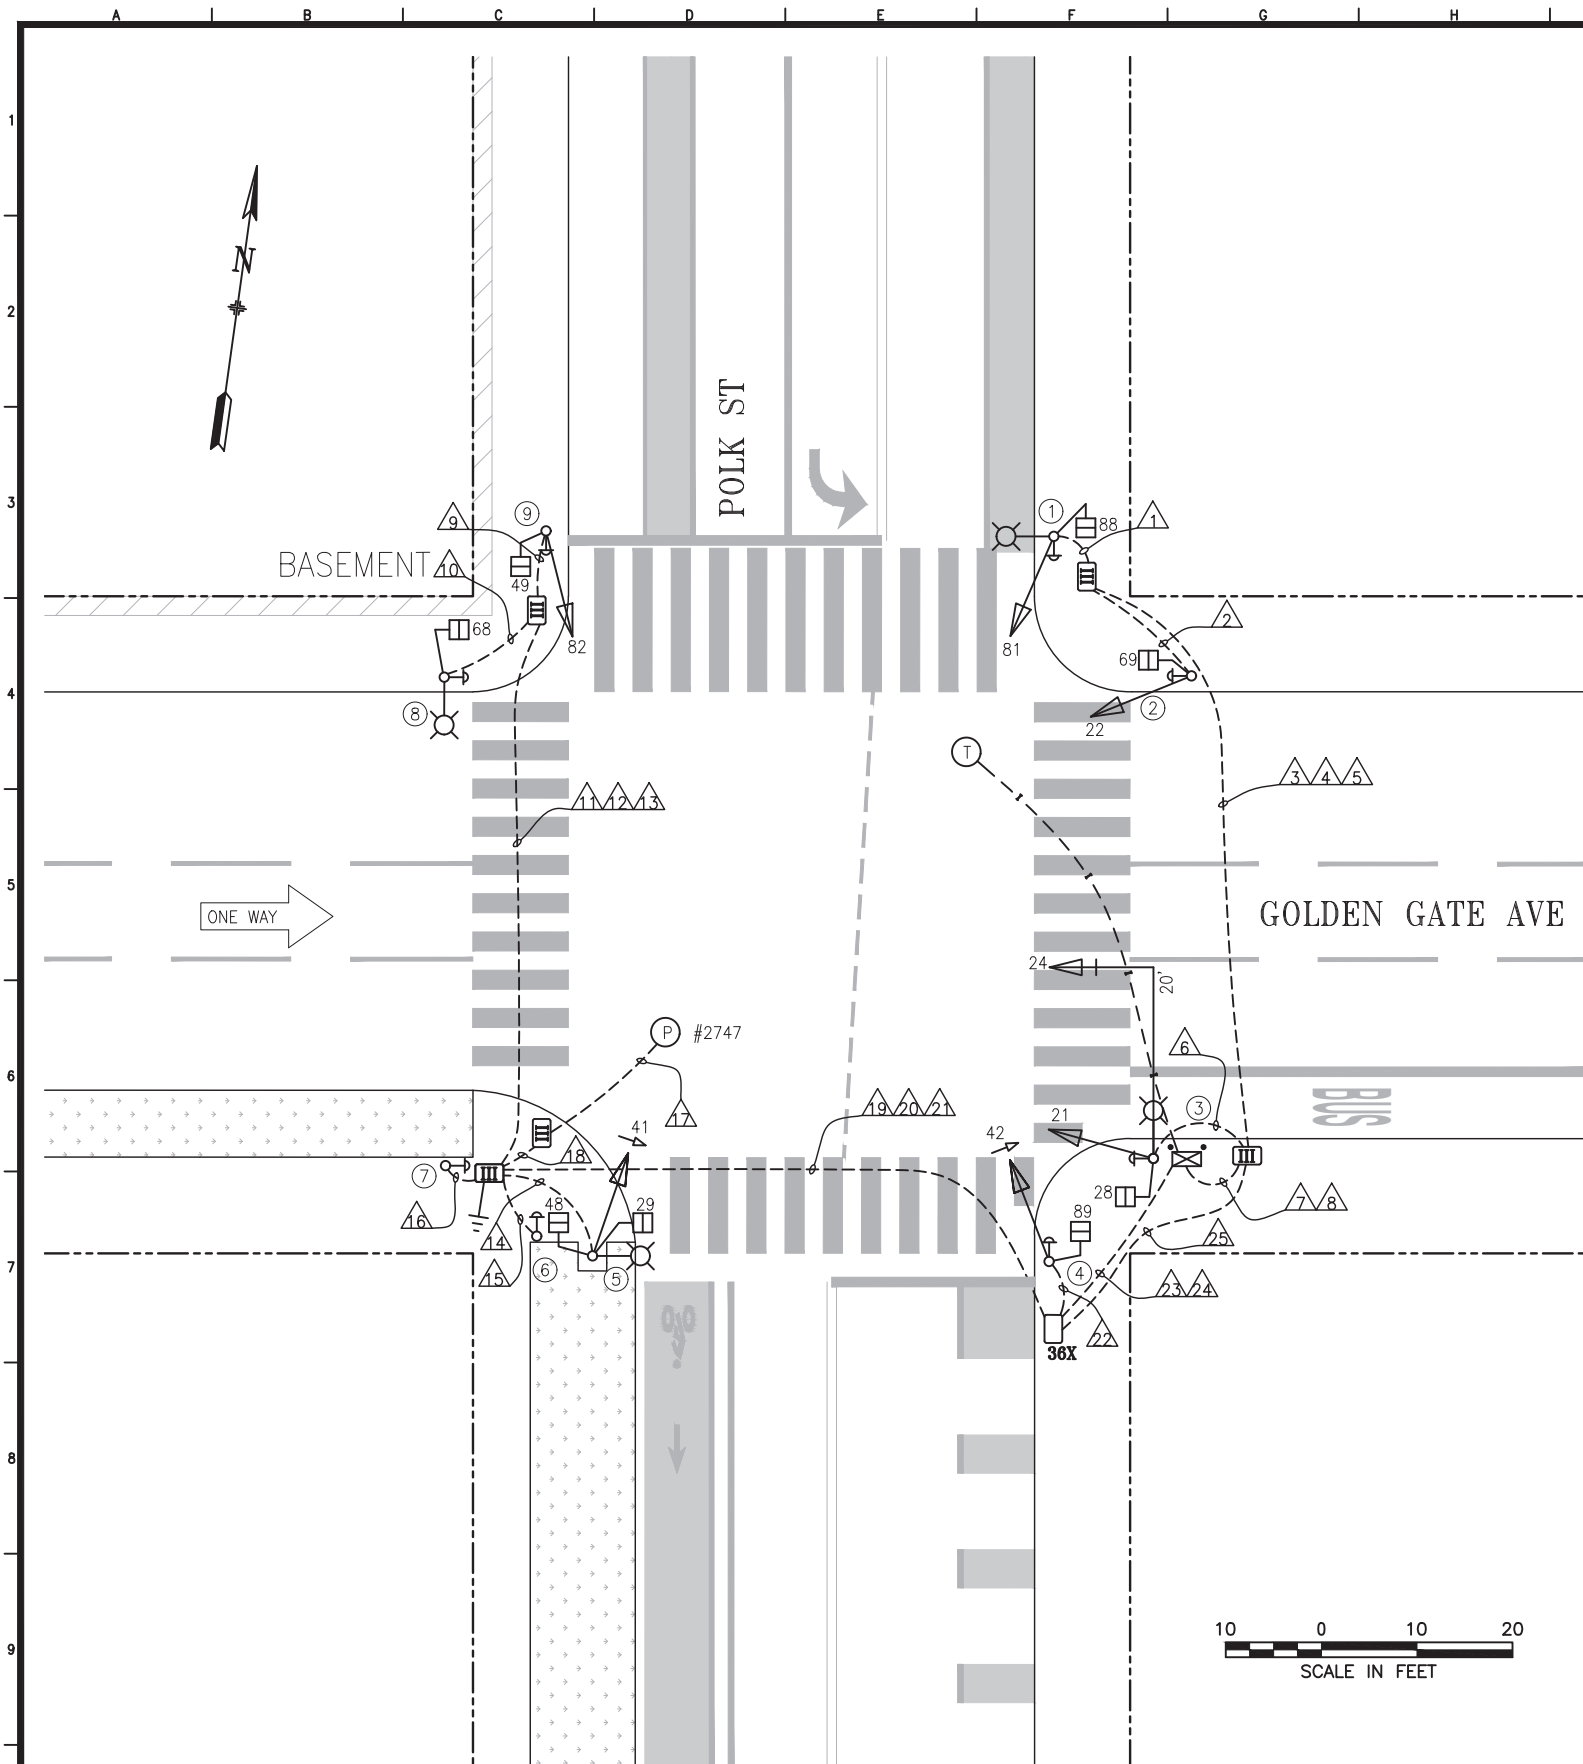 A B C D E F G H
1
N
2
POLK ST
3
9 9
1 88 1
BASEMENT 10
49
68
82
81
2
69
4
8
2
22
T
3 4 5
11 12 13
5
ONE WAY
GOLDEN GATE AVE
24
20'
P #2747
6
6
BUS
19 20 21
17
41
21
3
42
18
7
16
48
29
28
14
89
7 8
25
15
6
5
4
7
23 24
22
36X
8
9
10 0 10 20
SCALE IN FEET